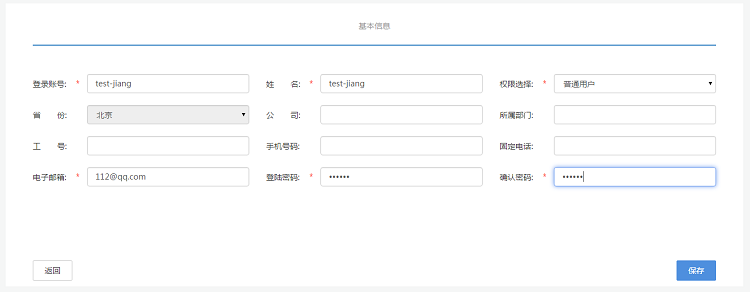 基本信息
登录账号: * test-jiang 姓 名: * test-jiang 权限选择: * 普通用户
省 份: 北京 公 司: 所属部门:
工 号: 手机号码: 固定电话:
电子邮箱: * 112@qq.com 登陆密码: * •••••• 确认密码: * ••••••
返回 保存